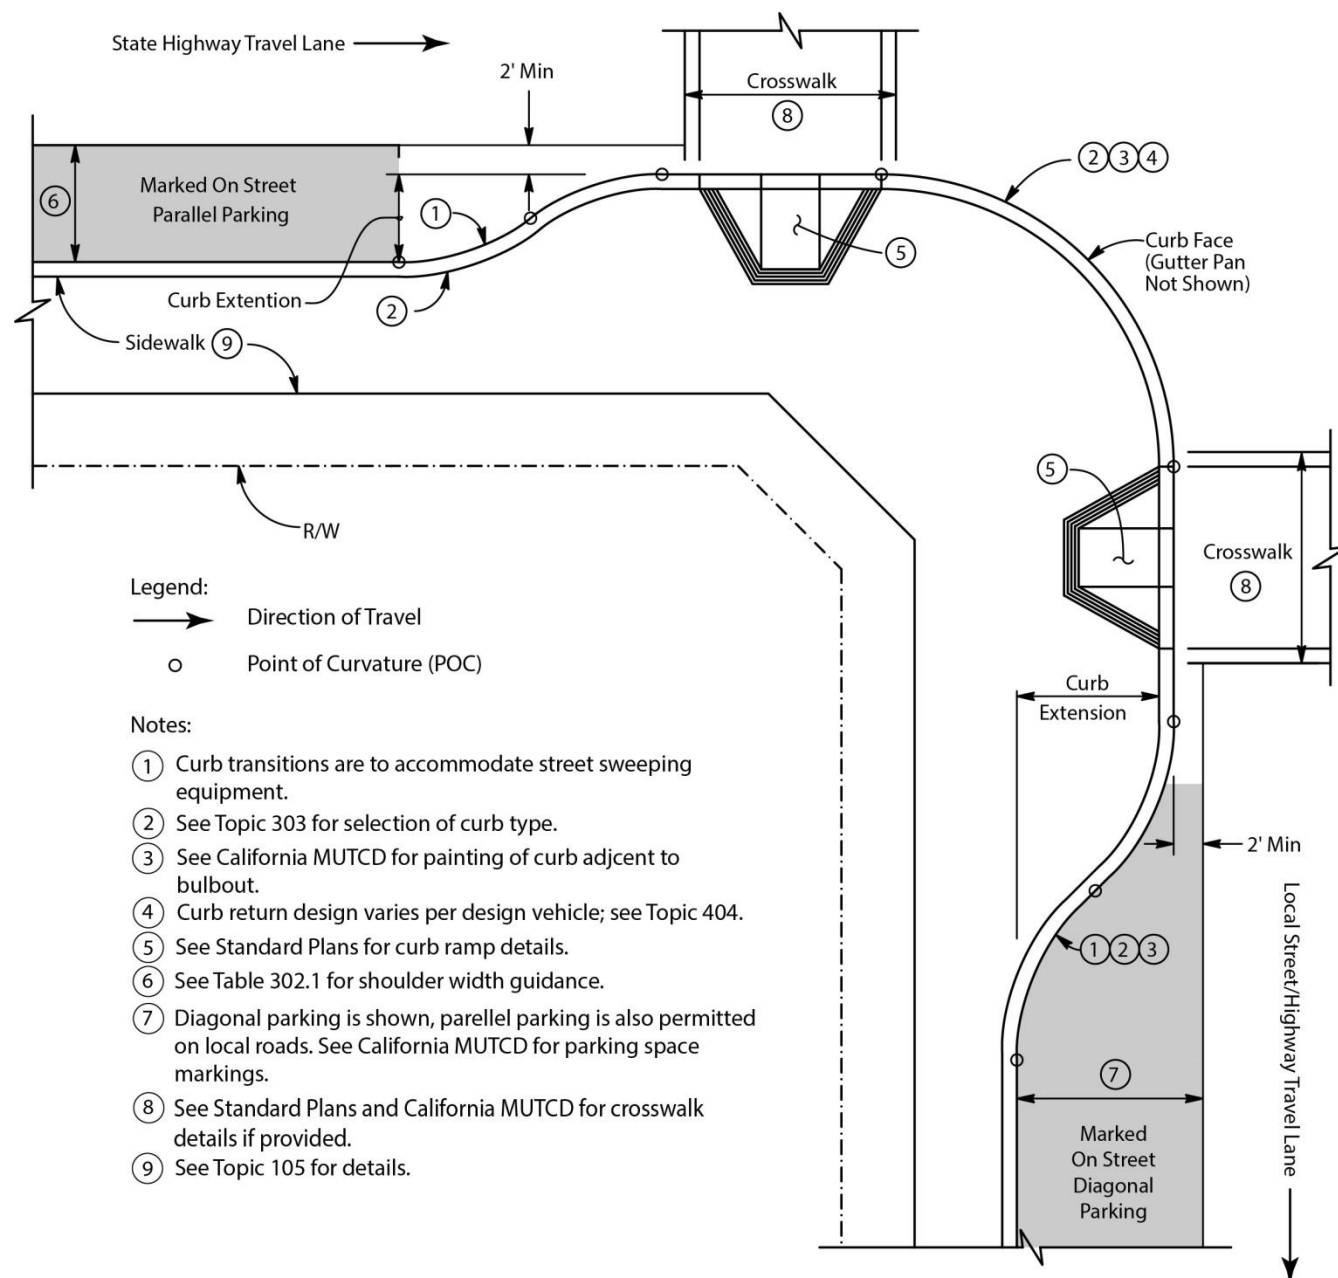 State Highway Travel Lane
2' Min
Crosswalk
8
2 3 4
6
Marked On Street
Parallel Parking
1
5
Curb Face
(Gutter Pan
Not Shown)
Curb Extention
2
Sidewalk 9
5
R/W
Crosswalk
8
Legend:
Direction of Travel
Point of Curvature (POC)
Curb
Extension
Notes:
1 Curb transitions are to accommodate street sweeping
equipment.
2 See Topic 303 for selection of curb type.
3 See California MUTCD for painting of curb adjcent to
bulbout.
4 Curb return design varies per design vehicle; see Topic 404.
5 See Standard Plans for curb ramp details.
6 See Table 302.1 for shoulder width guidance.
7 Diagonal parking is shown, parellel parking is also permitted
on local roads. See California MUTCD for parking space
markings.
8 See Standard Plans and California MUTCD for crosswalk
details if provided.
9 See Topic 105 for details.
2' Min
1 2 3
7
Marked
On Street
Diagonal
Parking
Local Street/Highway Travel Lane